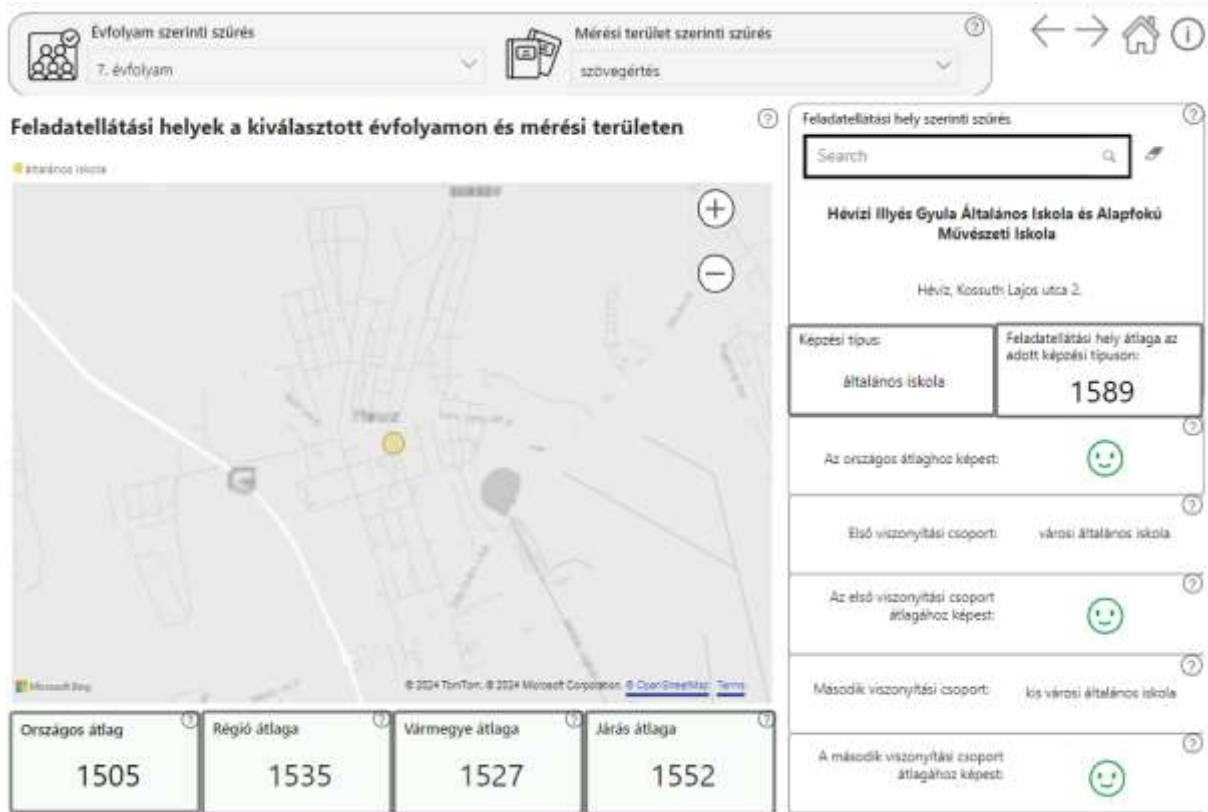 Évfolyam szerinti szűrés
7. évfolyam
Mérési terület szerinti szűrés
szövegértés
Feladatellátási helyek a kiválasztott évfolyamon és mérési területen
általános iskola
Hévíz
Microsoft Bing
© 2024 TomTom, © 2024 Microsoft Corporation, © OpenStreetMap Terms
Országos átlag
1505
Régió átlaga
1535
Vármegye átlaga
1527
Járás átlaga
1552
Feladatellátási hely szerinti szűrés
Search
Hévízi Illyés Gyula Általános Iskola és Alapfokú
Művészeti Iskola
Hévíz, Kossuth Lajos utca 2.
Képzési típus:
általános iskola
Feladatellátási hely átlaga az
adott képzési típuson:
1589
Az országos átlaghoz képest:
Első viszonyítási csoport:
városi általános iskola
Az első viszonyítási csoport
átlagához képest:
Második viszonyítási csoport:
kis városi általános iskola
A második viszonyítási csoport
átlagához képest: